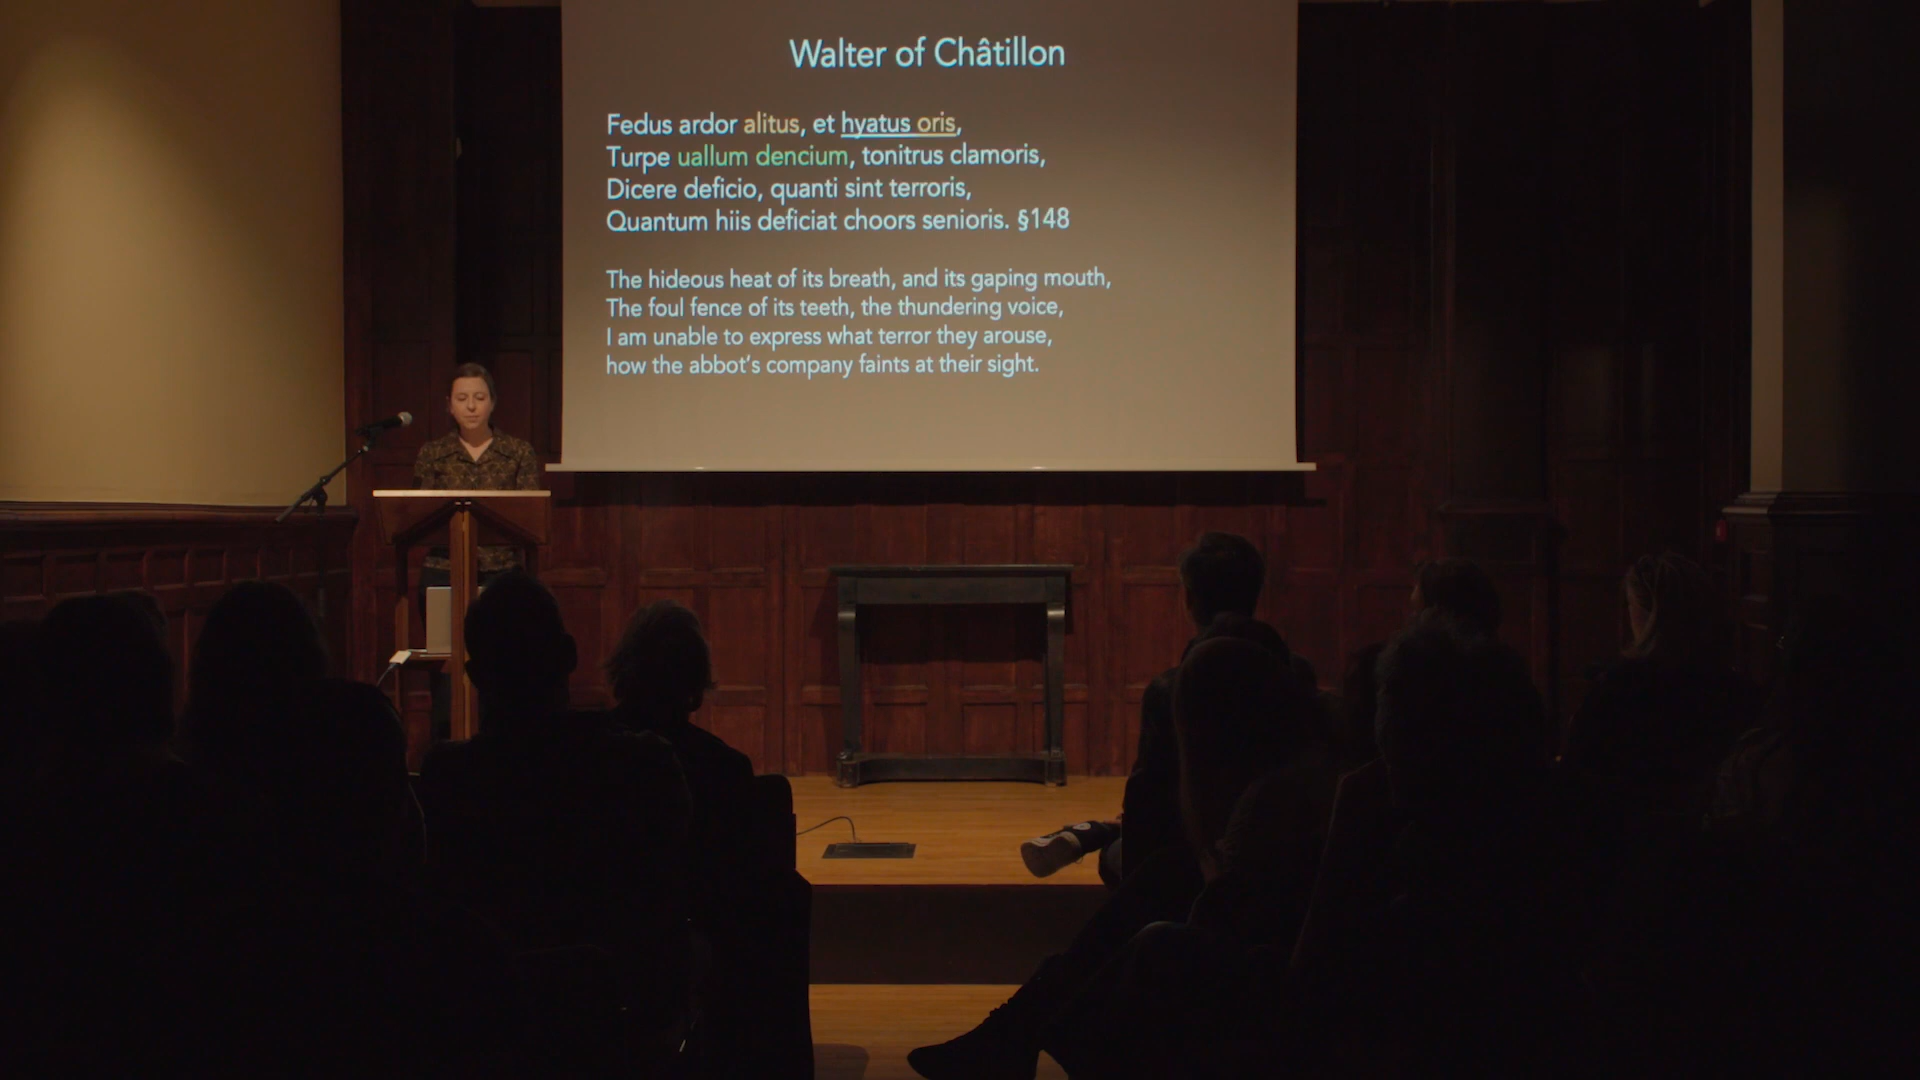 Walter of Châtillon
Fedus ardor alitus, et hyatus oris,
Turpe uallum dencium, tonitrus clamoris,
Dicere deficio, quanti sint terroris,
Quantum hiis deficiat choors senioris. §148
The hideous heat of its breath, and its gaping mouth,
The foul fence of its teeth, the thundering voice,
I am unable to express what terror they arouse,
how the abbot's company faints at their sight.